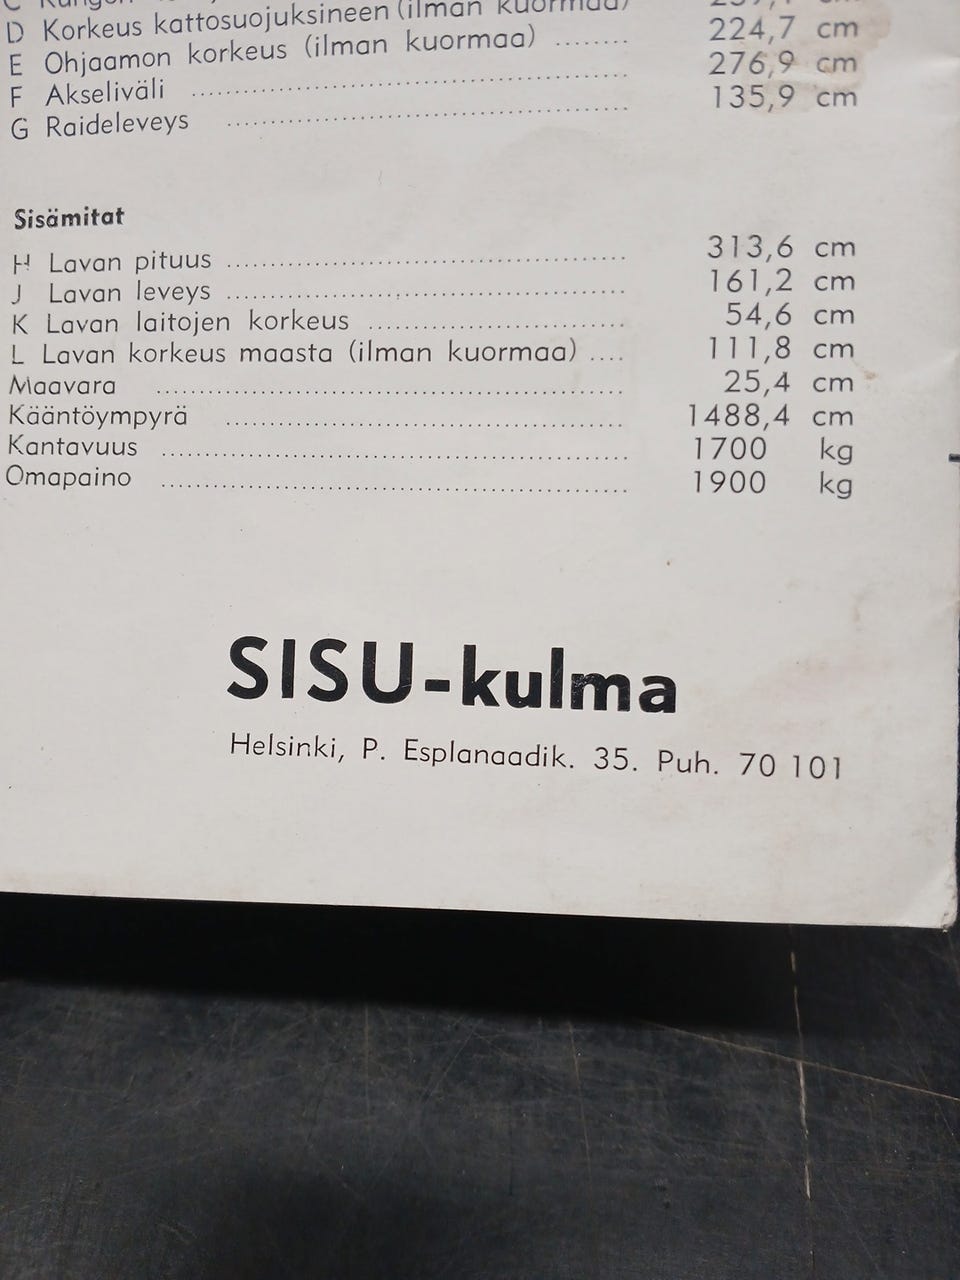 D Korkeus kattosuojuksineen (ilman kuormaa)
E Ohjaamon korkeus (ilman kuormaa) ........ 224,7 cm
F Akseliväli ........ 276,9 cm
G Raideleveys ........ 135,9 cm
Sisämitat
H Lavan pituus ........ 313,6 cm
J Lavan leveys ........ 161,2 cm
K Lavan laitojen korkeus ........ 54,6 cm
L Lavan korkeus maasta (ilman kuormaa) .... 111,8 cm
Maavara ........ 25,4 cm
Kääntöympyrä ........ 1488,4 cm
Kantavuus ........ 1700 kg
Omapaino ........ 1900 kg
SISU-kulma
Helsinki, P. Esplanaadik. 35. Puh. 70 101